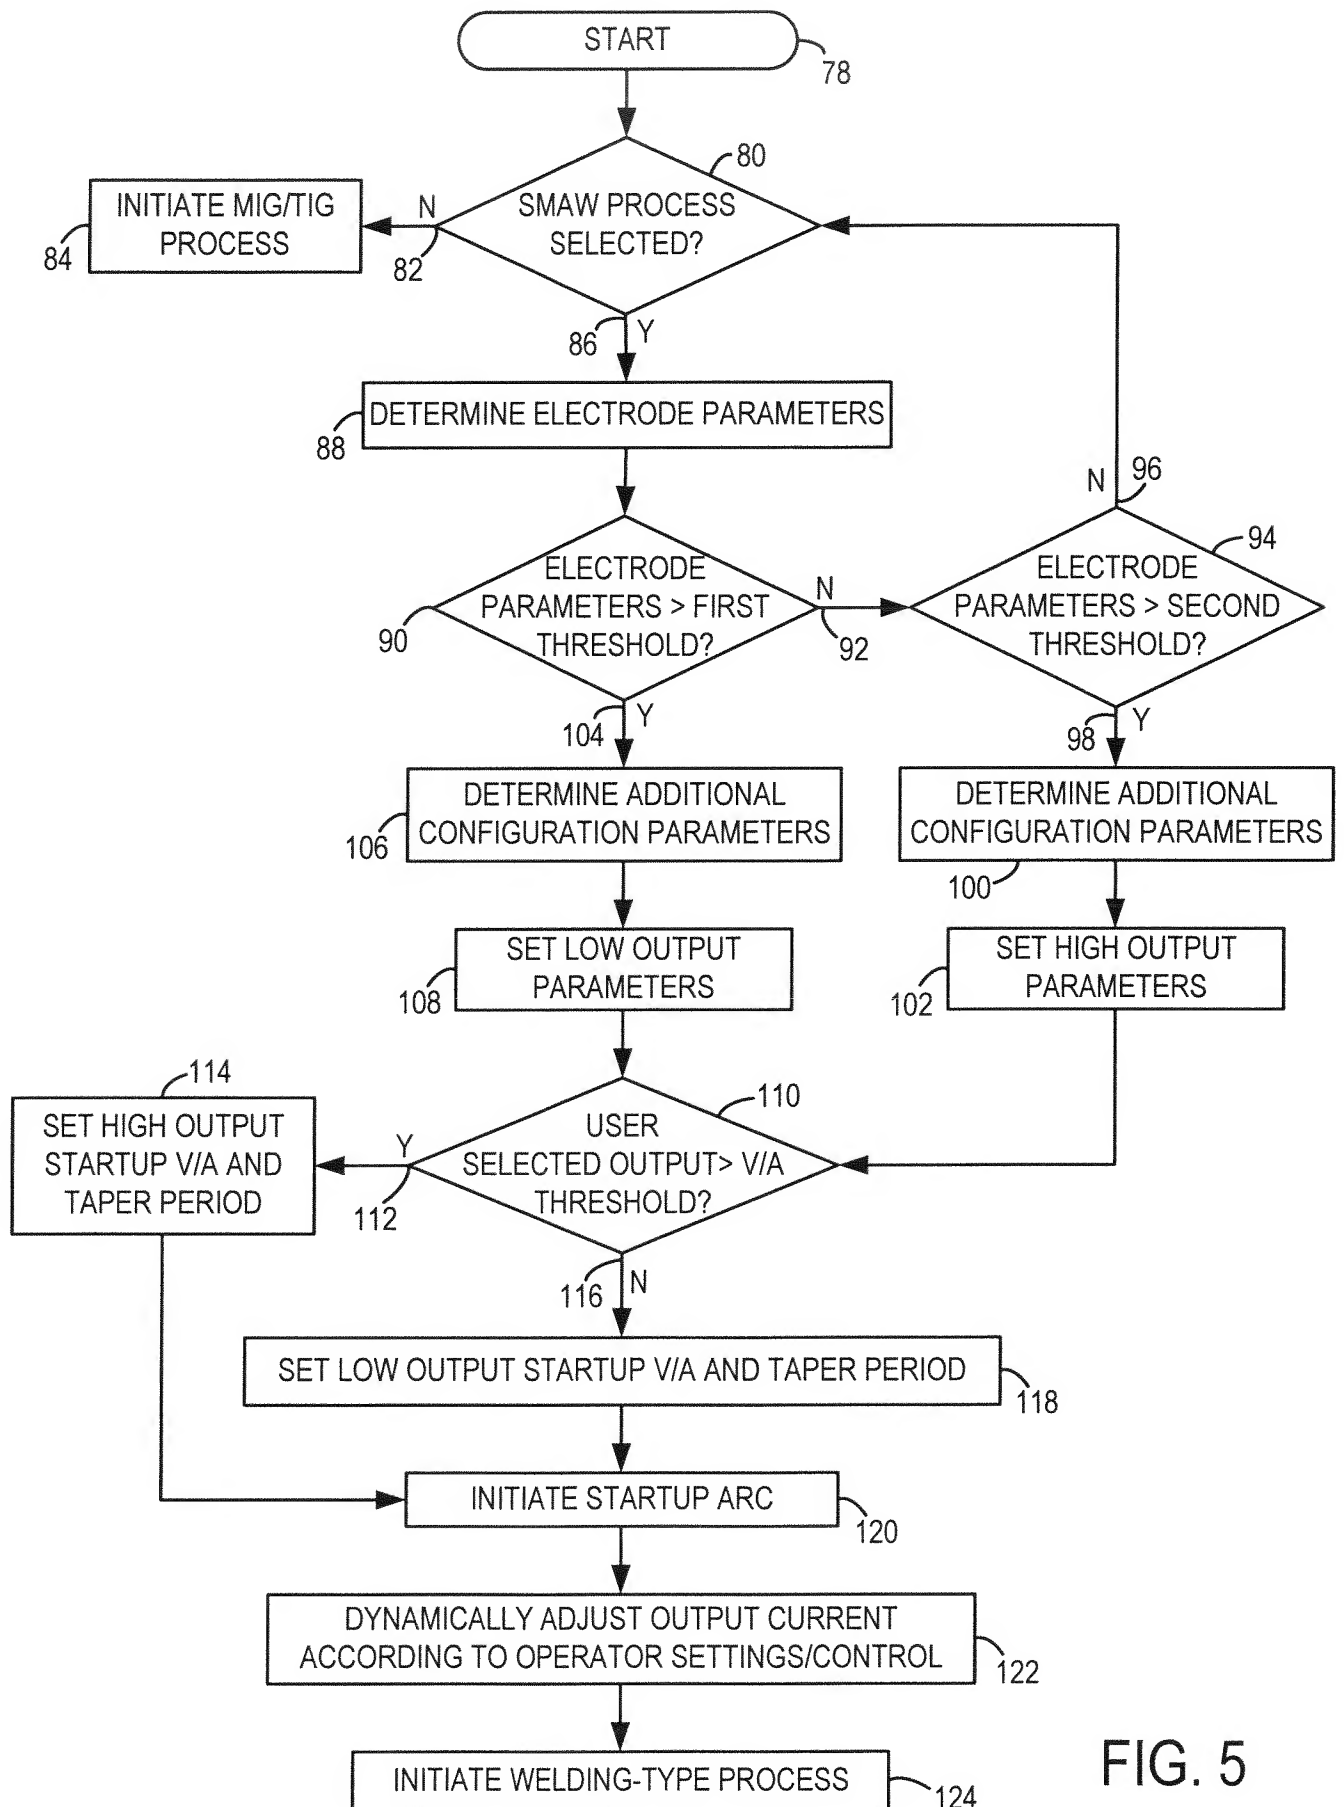 START
78
80
INITIATE MIG/TIG
PROCESS
84
N
82
SMAW PROCESS
SELECTED?
86
Y
DETERMINE ELECTRODE PARAMETERS
88
N
96
94
ELECTRODE
PARAMETERS > FIRST
THRESHOLD?
90
N
92
ELECTRODE
PARAMETERS > SECOND
THRESHOLD?
104
Y
98
Y
DETERMINE ADDITIONAL
CONFIGURATION PARAMETERS
106
DETERMINE ADDITIONAL
CONFIGURATION PARAMETERS
100
SET LOW OUTPUT
PARAMETERS
108
SET HIGH OUTPUT
PARAMETERS
102
114
SET HIGH OUTPUT
STARTUP V/A AND
TAPER PERIOD
110
Y
112
USER
SELECTED OUTPUT> V/A
THRESHOLD?
116
N
SET LOW OUTPUT STARTUP V/A AND TAPER PERIOD
118
INITIATE STARTUP ARC
120
DYNAMICALLY ADJUST OUTPUT CURRENT
ACCORDING TO OPERATOR SETTINGS/CONTROL
122
INITIATE WELDING-TYPE PROCESS
124
FIG. 5